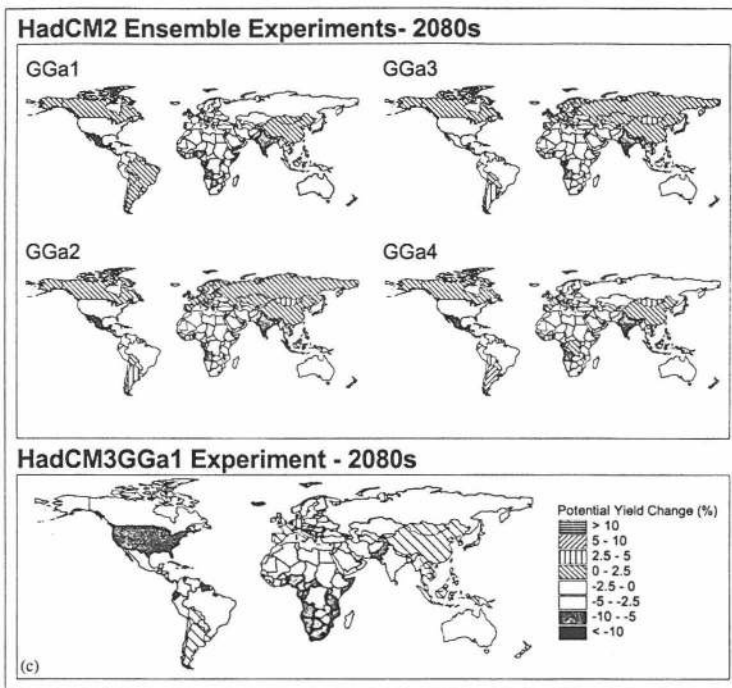 HadCM2 Ensemble Experiments- 2080s
GGa1
GGa3
GGa2
GGa4
HadCM3GGa1 Experiment - 2080s
Potential Yield Change (%)
> 10
5 - 10
2.5 - 5
0 - 2.5
-2.5 - 0
-5 - -2.5
-10 - -5
< -10
(c)